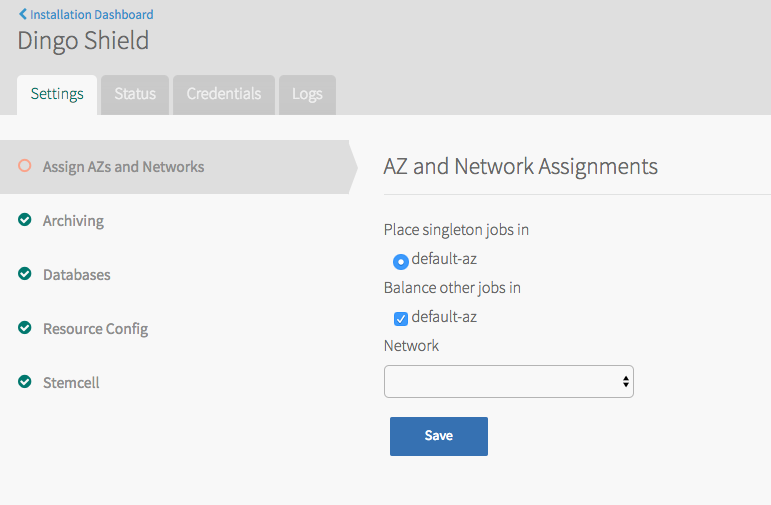 Installation Dashboard
Dingo Shield
Settings
Status
Credentials
Logs
Assign AZs and Networks
Archiving
Databases
Resource Config
Stemcell
AZ and Network Assignments
Place singleton jobs in
default-az
Balance other jobs in
default-az
Network
Save